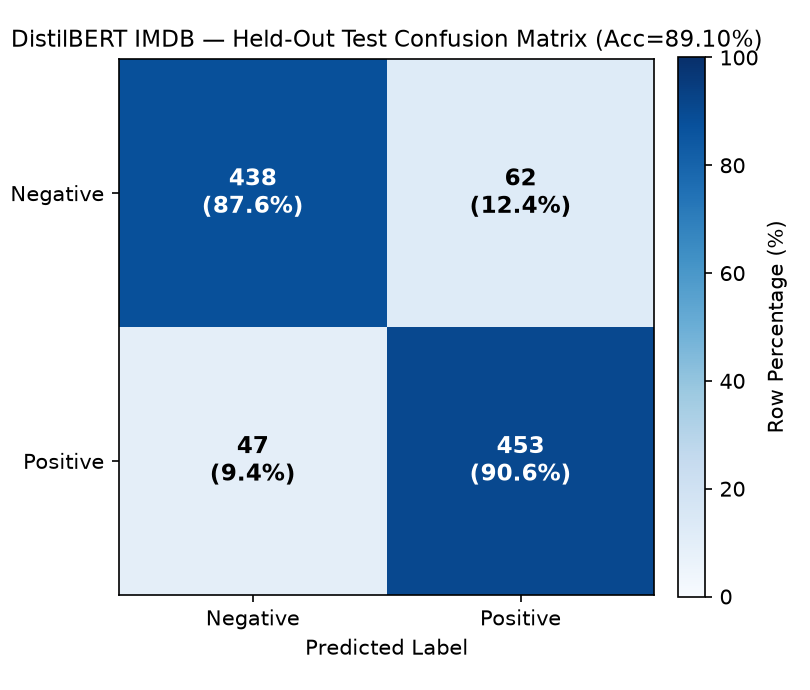 DistilBERT IMDB — Held-Out Test Confusion Matrix (Acc=89.10%)
Negative
438
(87.6%)
62
(12.4%)
Positive
47
(9.4%)
453
(90.6%)
Negative
Positive
Predicted Label
100
80
60
40
20
0
Row Percentage (%)